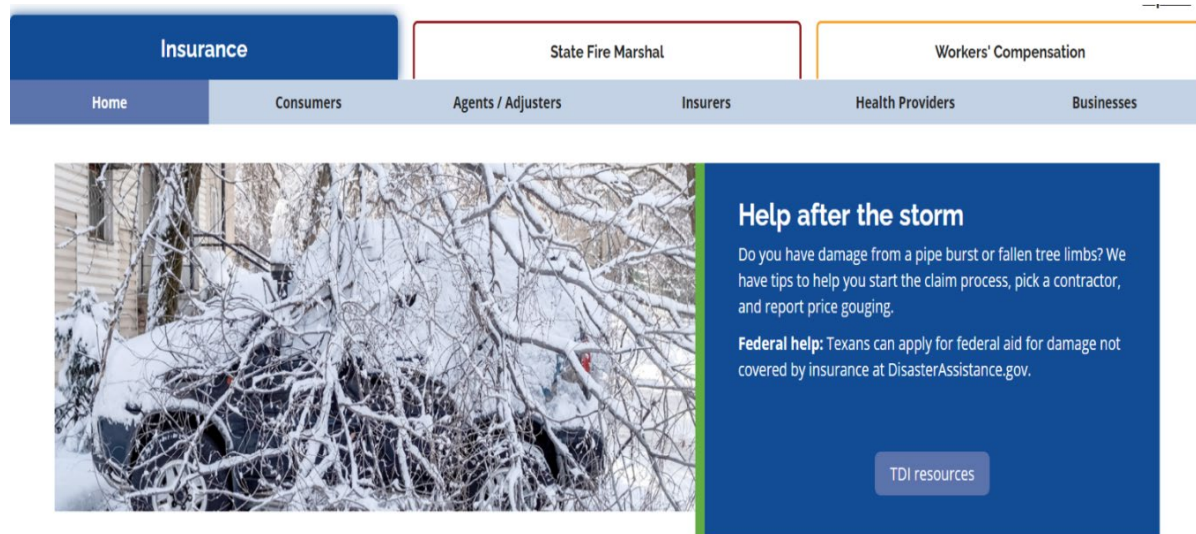 Insurance
State Fire Marshal
Workers' Compensation
Home
Consumers
Agents / Adjusters
Insurers
Health Providers
Businesses
Help after the storm
Do you have damage from a pipe burst or fallen tree limbs? We
have tips to help you start the claim process, pick a contractor,
and report price gouging.
Federal help: Texans can apply for federal aid for damage not
covered by insurance at DisasterAssistance.gov.
TDI resources